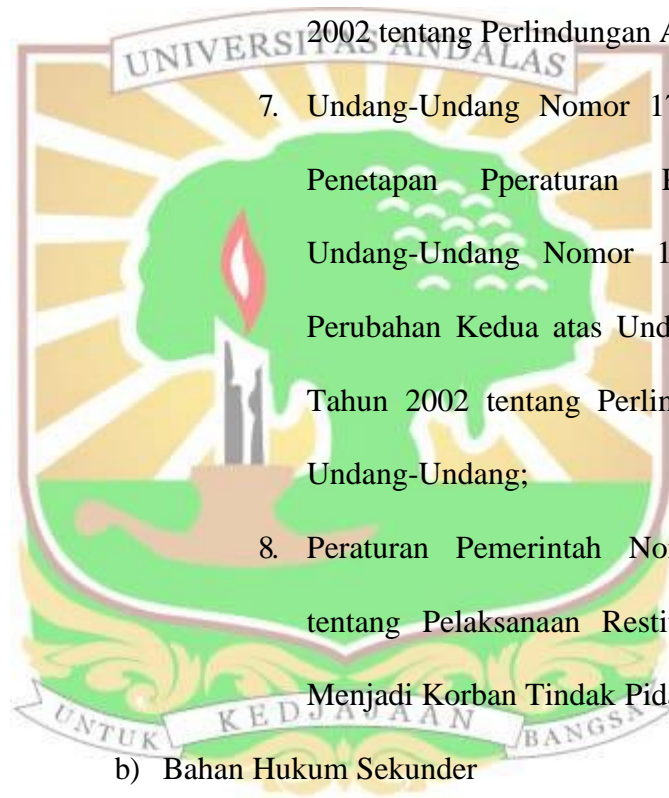 2002 tentang Perlindungan A
UNIVERSITAS ANDALAS
7. Undang-Undang Nomor 17
Penetapan Pperaturan
Undang-Undang Nomor 1
Perubahan Kedua atas Und
Tahun 2002 tentang Perlin
Undang-Undang;
8. Peraturan Pemerintah No
tentang Pelaksanaan Resti
Menjadi Korban Tindak Pid
UNTUK KEDJAJAAN BANGSA
b) Bahan Hukum Sekunder